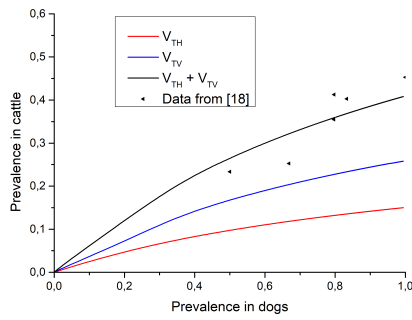 0,6
0,5
0,4
0,3
0,2
0,1
0,0
Prevalence in cattle
V_TH
V_TV
V_TH + V_TV
Data from [18]
0,0 0,2 0,4 0,6 0,8 1,0
Prevalence in dogs